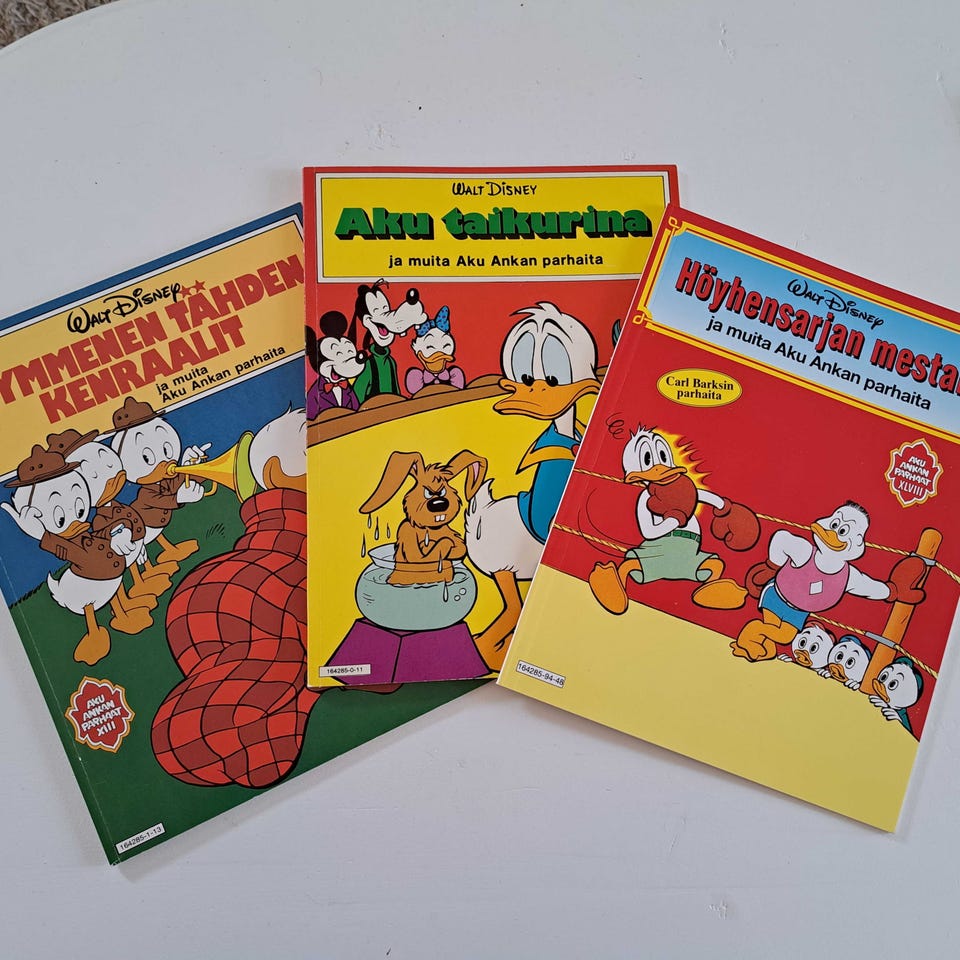 WALT DISNEY
YMMENEN TÄHDEN
KENRAALIT
ja muita
Aku Ankan parhaita
AKU
ANKAN
PARHAAT
XIII
164285-1-13
WALT DISNEY
Aku taikurina
ja muita Aku Ankan parhaita
164285-0-11
WALT DISNEY
Höyhensarjan mesta
ja muita Aku Ankan parhaita
Carl Barksin
parhaita
AKU
ANKAN
PARHAAT
XLVIII
164285-94-48